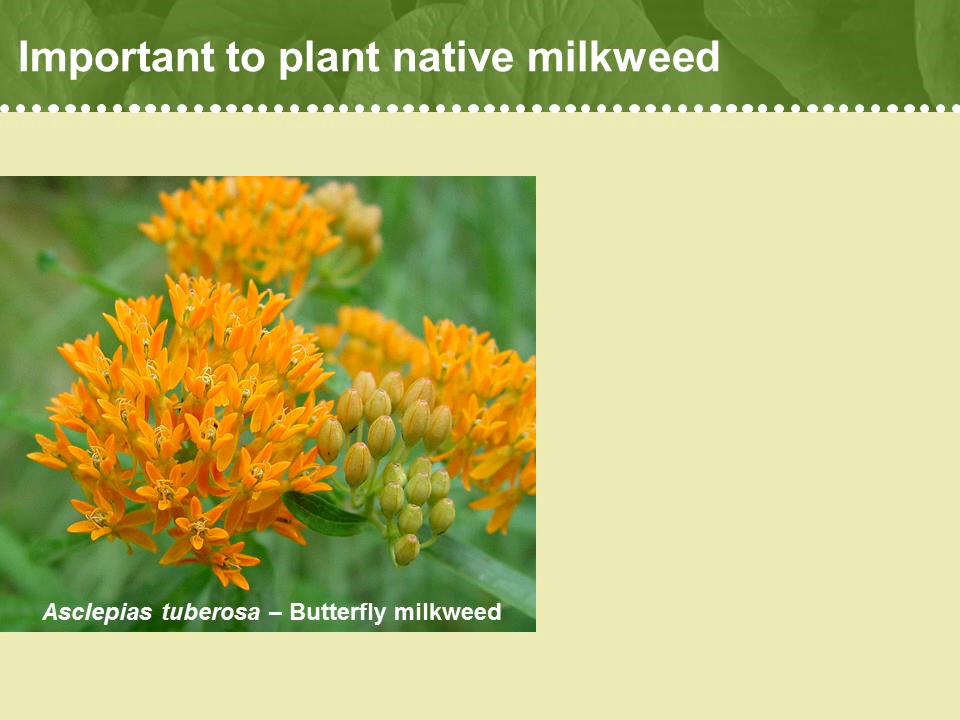 Important to plant native milkweed
Asclepias tuberosa – Butterfly milkweed